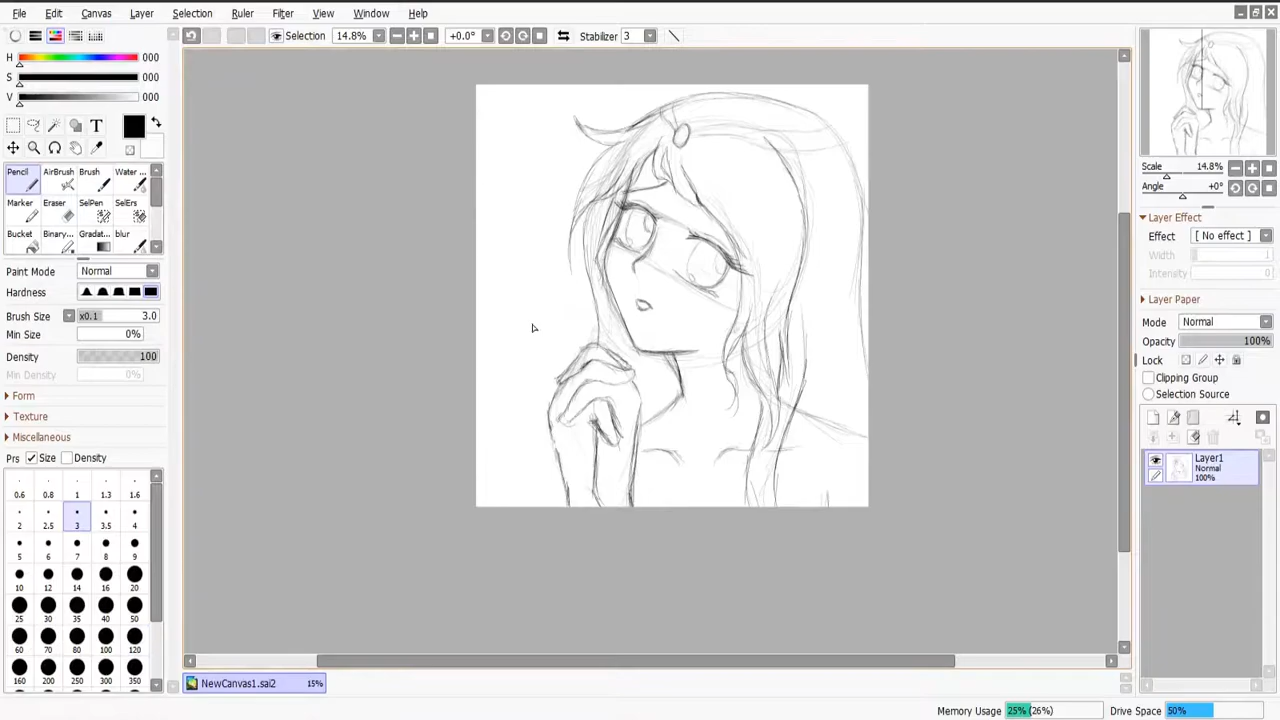 File Edit Canvas Layer Selection Ruler Filter View Window Help
Selection 14.8% +0.0° Stabilizer 3
H 000
S 000
V 000
T
Pencil AirBrush Brush Water ...
Marker Eraser SelPen SelErs
Bucket Binary... Gradat... blur
Paint Mode Normal
Hardness
Brush Size x0.1 3.0
Min Size 0%
Density 100
Min Density 0%
Form
Texture
Miscellaneous
Prs Size Density
0.6 0.8 1 1.3 1.6
2 2.5 3 3.5 4
5 6 7 8 9
10 12 14 16 20
25 30 35 40 50
60 70 80 100 120
160 200 250 300 350
Scale 14.8%
Angle +0°
Layer Effect
Effect [ No effect ]
Width 1
Intensity 0
Layer Paper
Mode Normal
Opacity 100%
Lock
Clipping Group
Selection Source
Layer1
Normal
100%
NewCanvas1.sai2 15%
Memory Usage 25% (26%) Drive Space 50%